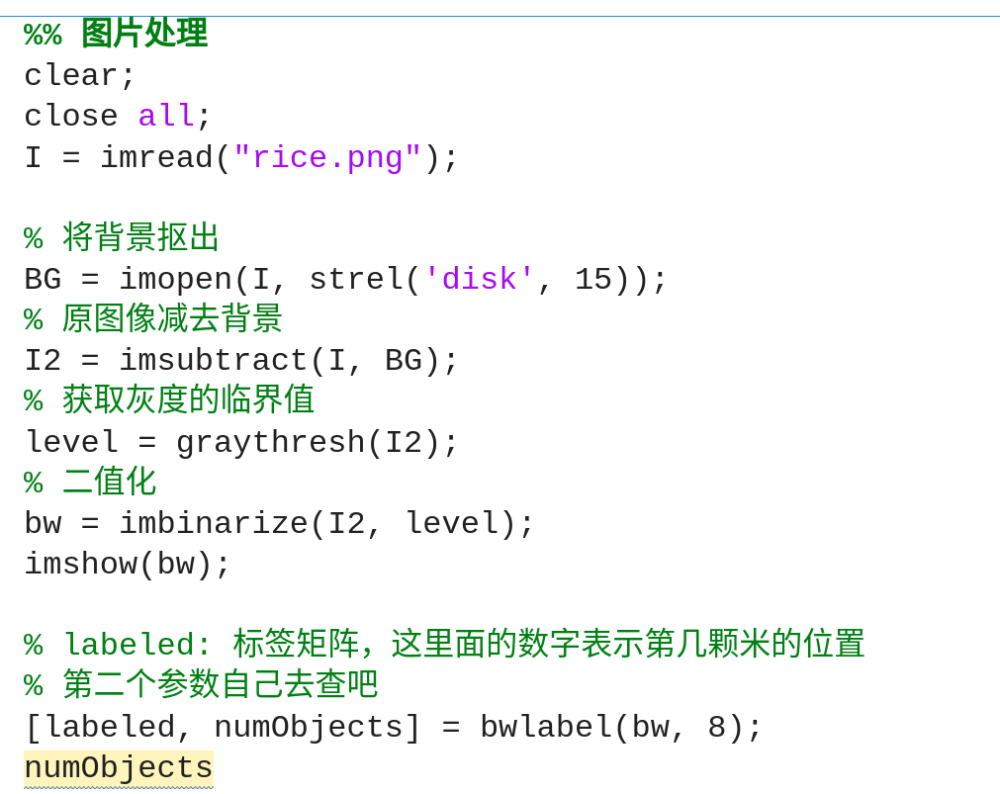 %% 图片处理
clear;
close all;
I = imread("rice.png");
% 将背景抠出
BG = imopen(I, strel('disk', 15));
% 原图像减去背景
I2 = imsubtract(I, BG);
% 获取灰度的临界值
level = graythresh(I2);
% 二值化
bw = imbinarize(I2, level);
imshow(bw);
% labeled: 标签矩阵，这里面的数字表示第几颗米的位置
% 第二个参数自己去查吧
[labeled, numObjects] = bwlabel(bw, 8);
numObjects